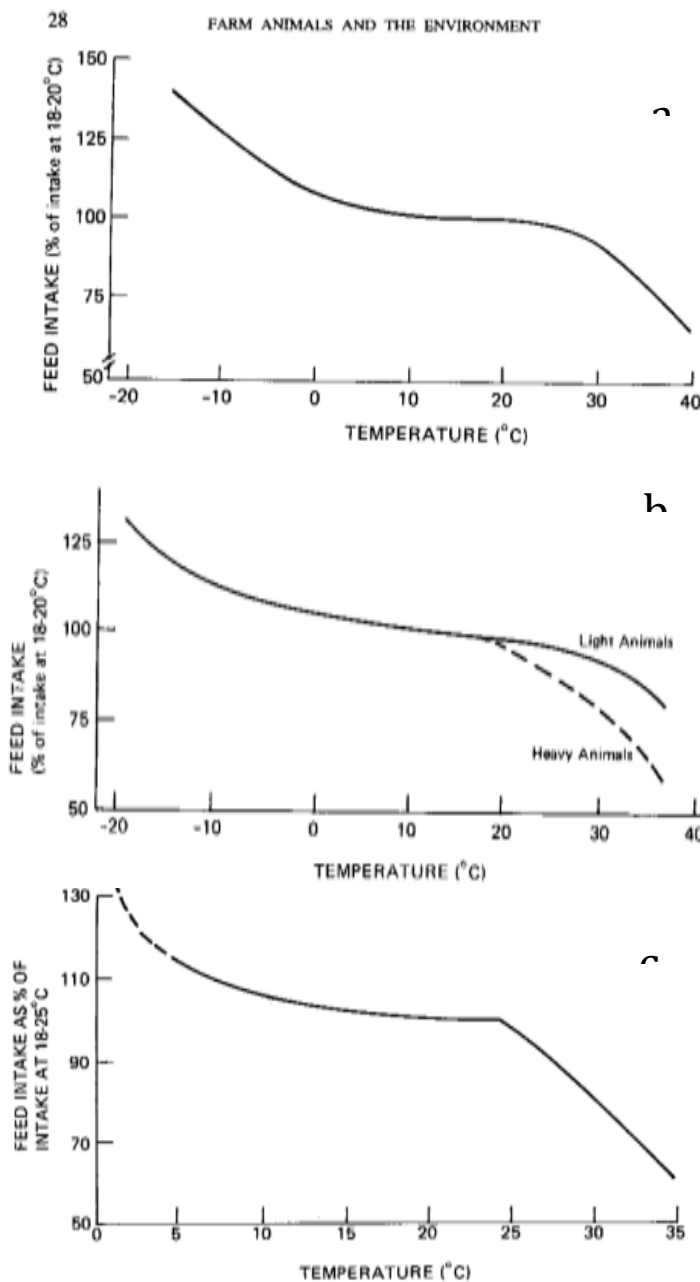 28
FARM ANIMALS AND THE ENVIRONMENT
FEED INTAKE (% of intake at 18-20°C)
150
125
100
75
50
-20 -10 0 10 20 30 40
TEMPERATURE (°C)
a
FEED INTAKE
(% of intake at 18-20°C)
125
100
75
50
-20 -10 0 10 20 30 40
TEMPERATURE (°C)
b
Light Animals
Heavy Animals
FEED INTAKE AS % OF
INTAKE AT 18-25°C
130
110
90
70
50
0 5 10 15 20 25 30 35
TEMPERATURE (°C)